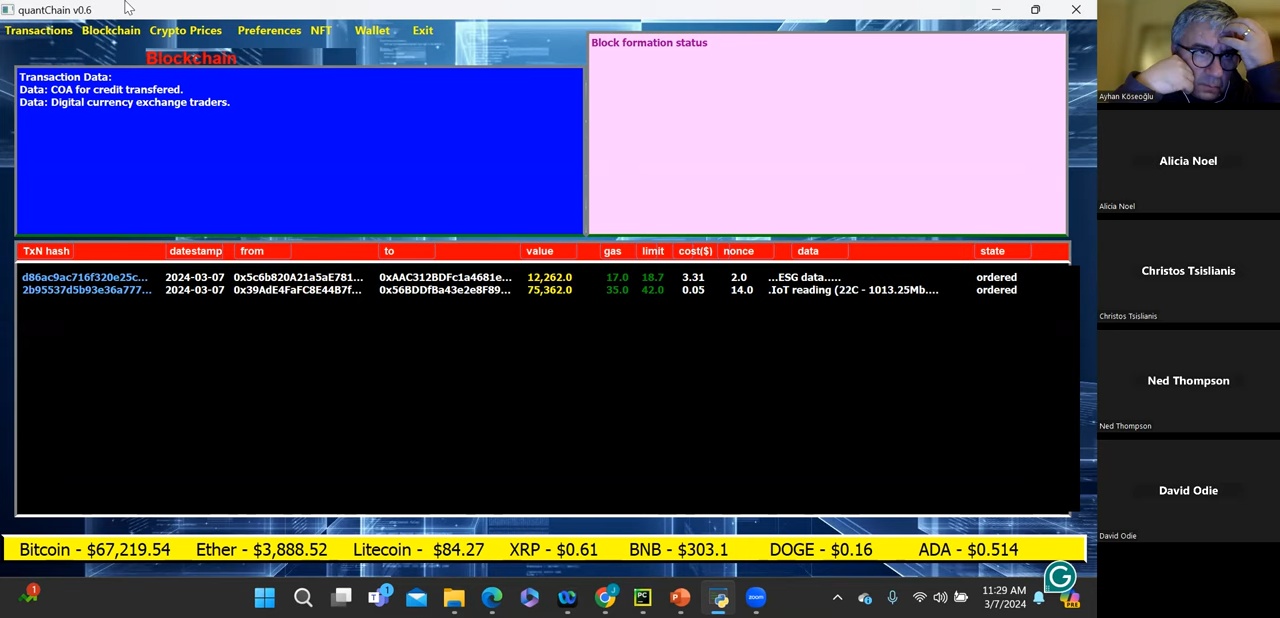 quantChain v0.6
Transactions Blockchain Crypto Prices Preferences NFT Wallet Exit
Blockchain
Transaction Data:
Data: COA for credit transfered.
Data: Digital currency exchange traders.
Block formation status
TxN hash datestamp from to value gas limit cost($) nonce data state
d86ac9ac716f320e25c... 2024-03-07 0x5c6b820A21a5aE781... 0xAAC312BDFc1a4681e... 12,262.0 17.0 18.7 3.31 2.0 ...ESG data..... ordered
2b95537d5b93e36a777... 2024-03-07 0x39AdE4FaFC8E44B7f... 0x56BDDfBa43e2e8F89... 75,362.0 35.0 42.0 0.05 14.0 .IoT reading (22C - 1013.25Mb.... ordered
Bitcoin - $67,219.54 Ether - $3,888.52 Litecoin - $84.27 XRP - $0.61 BNB - $303.1 DOGE - $0.16 ADA - $0.514
11:29 AM
3/7/2024
zoom
PRE
Ayhan Köseoğlu
Alicia Noel
Alicia Noel
Christos Tsislianis
Christos Tsislianis
Ned Thompson
Ned Thompson
David Odie
David Odie